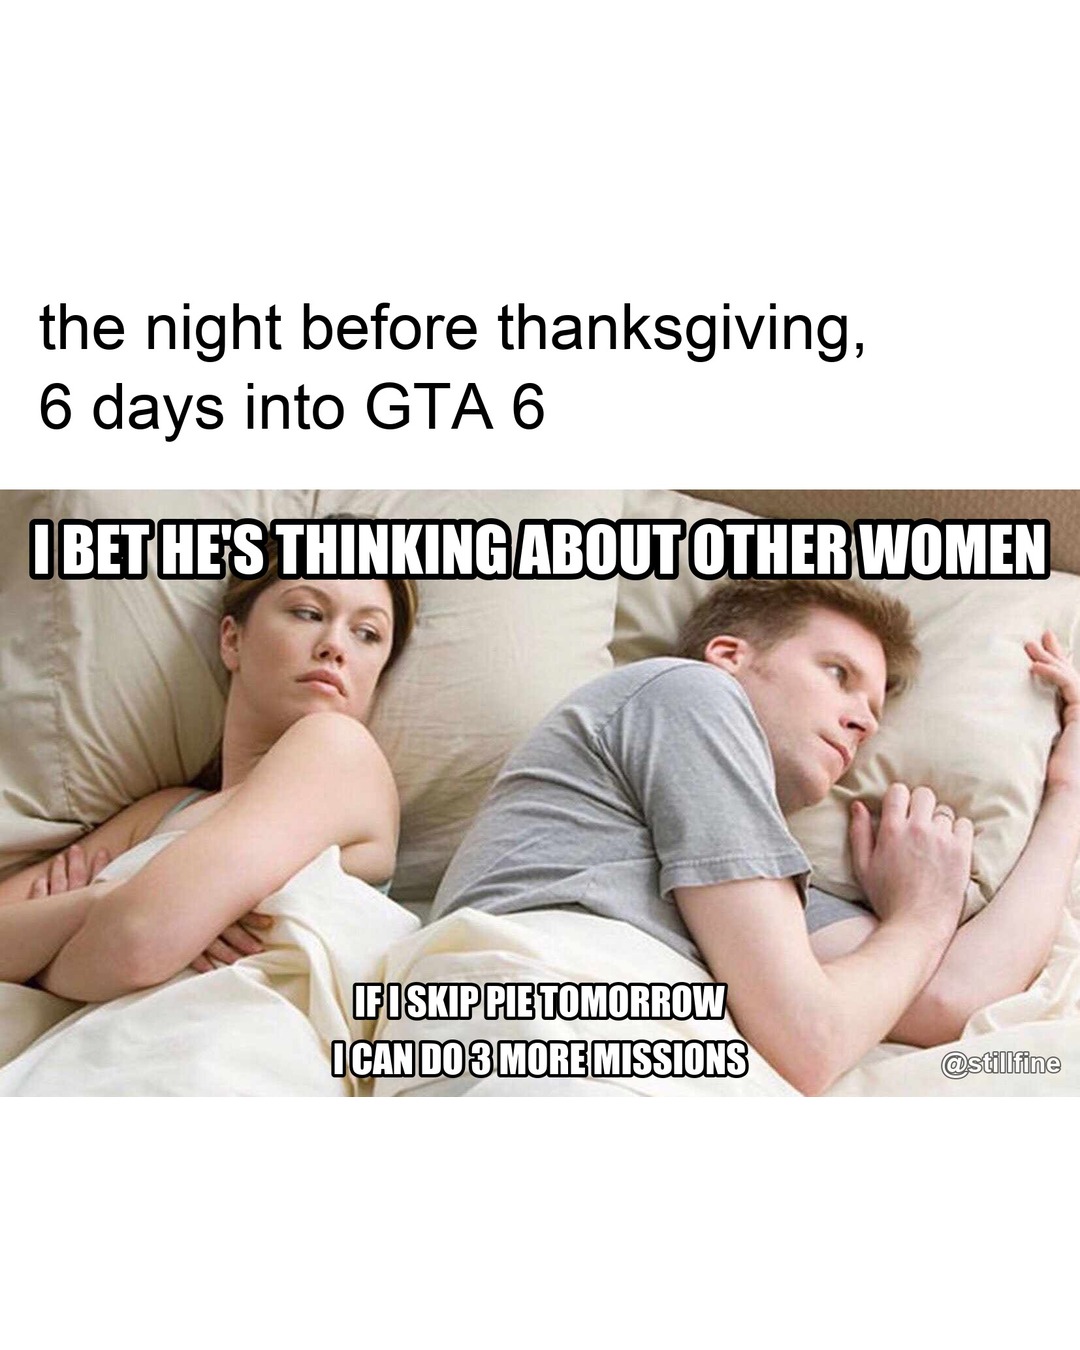 the night before thanksgiving,
6 days into GTA 6
I BET HE'S THINKING ABOUT OTHER WOMEN
IF I SKIP PIE TOMORROW
I CAN DO 3 MORE MISSIONS
@stillfine